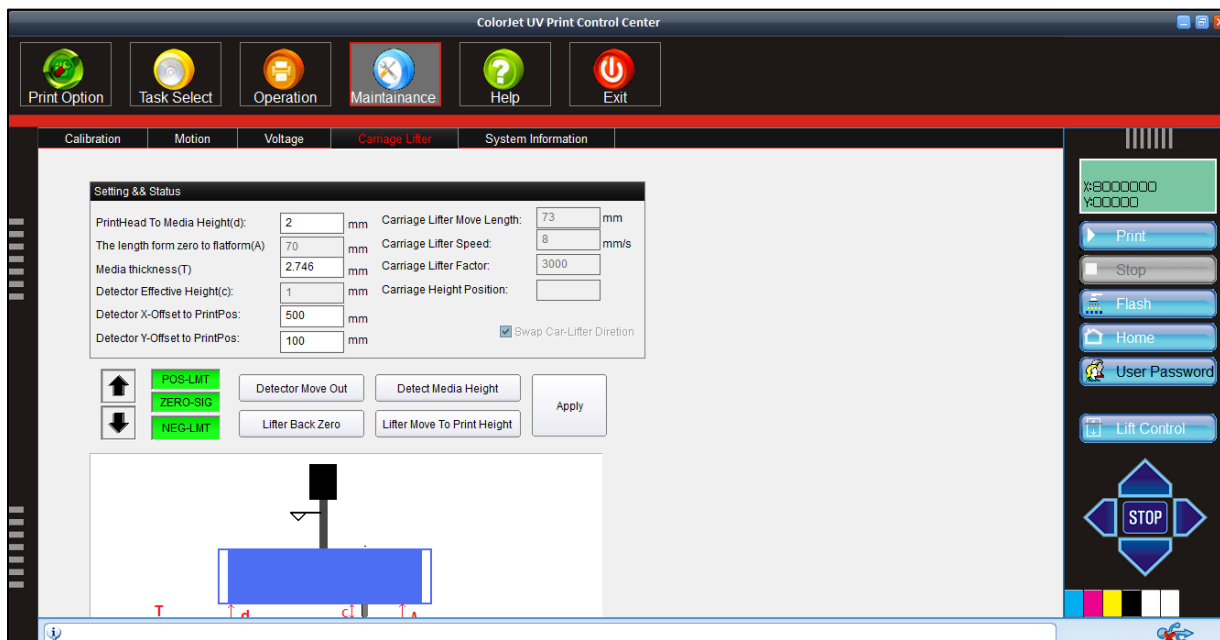 ColorJet UV Print Control Center
Print Option
Task Select
Operation
Maintainance
Help
Exit
Calibration
Motion
Voltage
Carriage Lifter
System Information
Setting && Status
PrintHead To Media Height(d): 2 mm
Carriage Lifter Move Length: 73 mm
The length form zero to flatform(A) 70 mm
Carriage Lifter Speed: 8 mm/s
Media thickness(T) 2.746 mm
Carriage Lifter Factor: 3000
Detector Effective Height(c): 1 mm
Carriage Height Position:
Detector X-Offset to PrintPos: 500 mm
Swap Car-Lifter Diretion
Detector Y-Offset to PrintPos: 100 mm
POS-LMT
ZERO-SIG
NEG-LMT
Detector Move Out
Detect Media Height
Lifter Back Zero
Lifter Move To Print Height
Apply
T
d
c
A
X:8000000
Y:00000
Print
Stop
Flash
Home
User Password
Lift Control
STOP